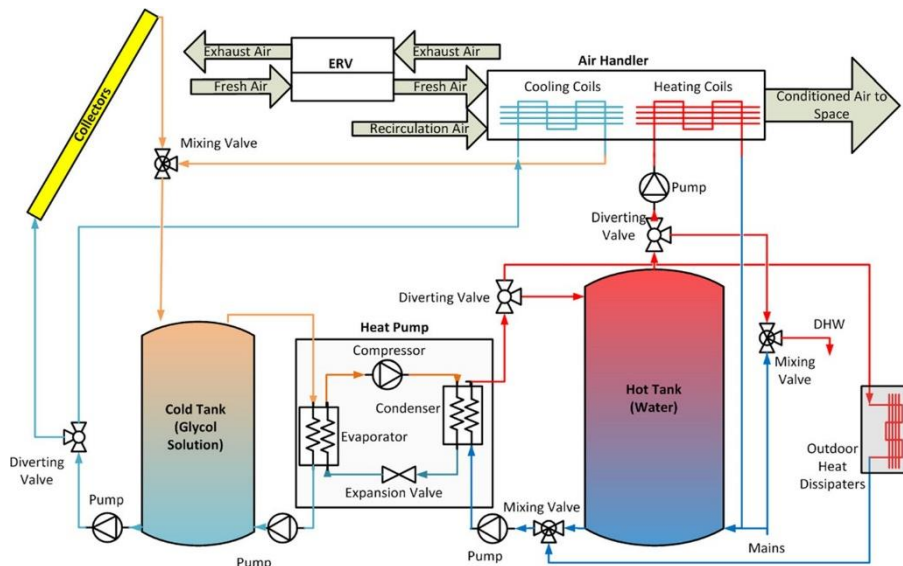 Exhaust Air
ERV
Exhaust Air
Fresh Air
Fresh Air
Recirculation Air
Air Handler
Cooling Coils
Heating Coils
Conditioned Air to
Space
Collectors
Mixing Valve
Pump
Diverting
Valve
Diverting Valve
Heat Pump
Compressor
Condenser
Evaporator
Expansion Valve
Cold Tank
(Glycol
Solution)
Hot Tank
(Water)
DHW
Mixing
Valve
Outdoor
Heat
Dissipaters
Diverting
Valve
Pump
Pump
Mixing Valve
Pump
Mains